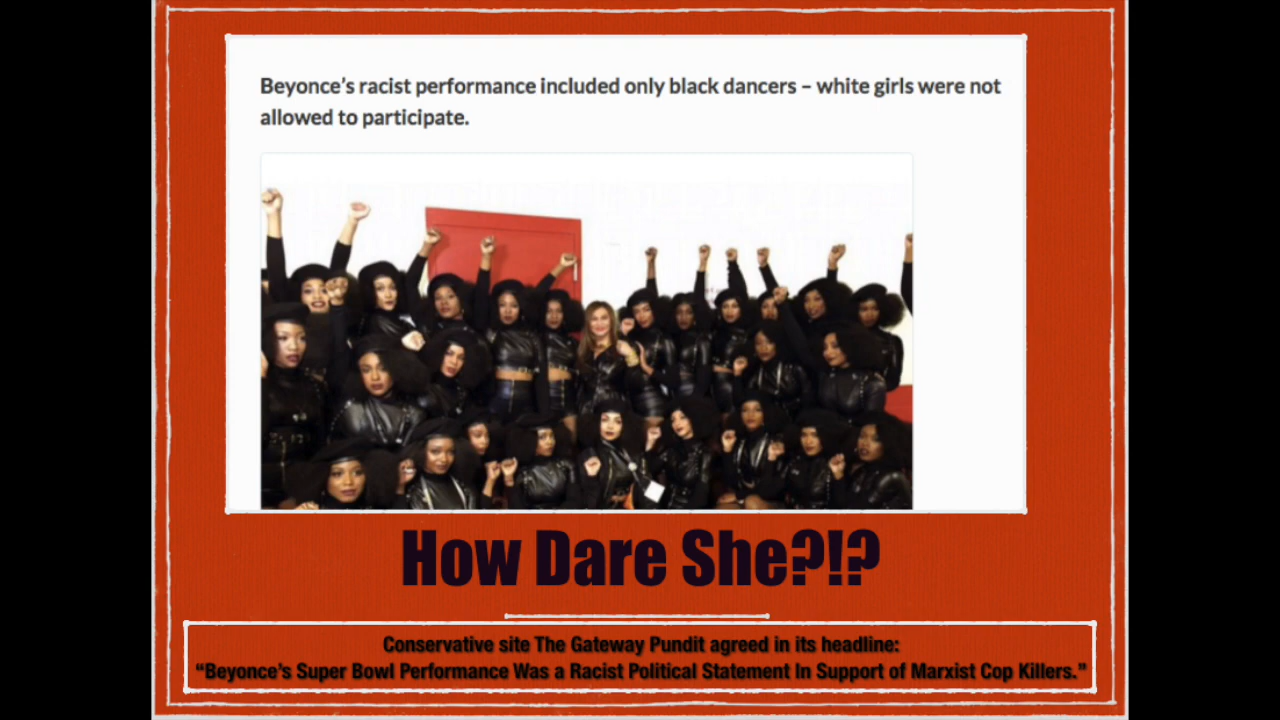 Beyonce’s racist performance included only black dancers – white girls were not
allowed to participate.
How Dare She?!?
Conservative site The Gateway Pundit agreed in its headline:
“Beyonce’s Super Bowl Performance Was a Racist Political Statement In Support of Marxist Cop Killers.”